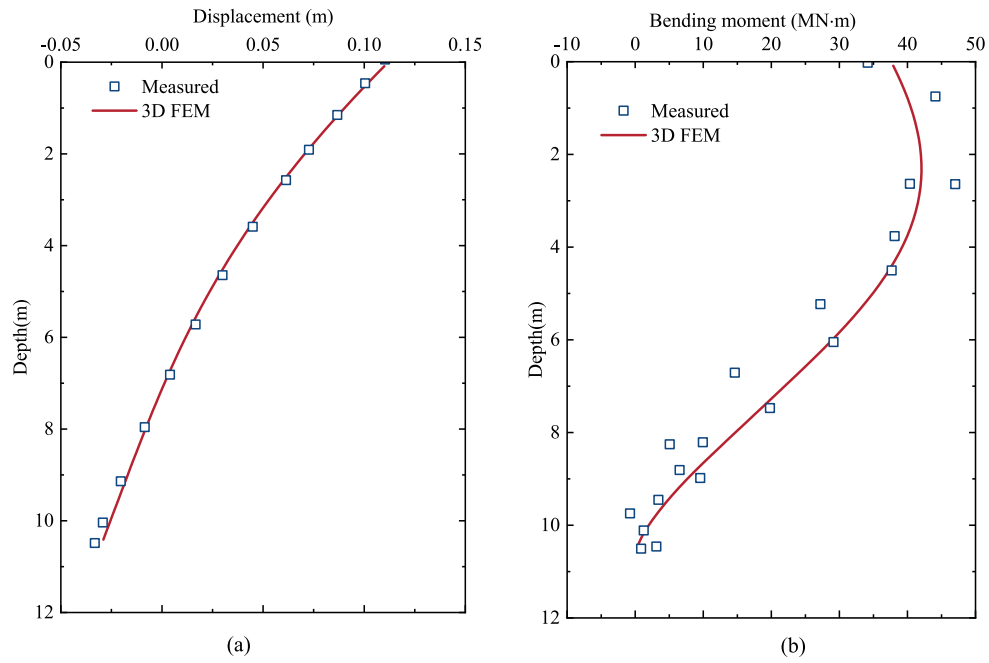 Displacement (m)
-0.05 0.00 0.05 0.10 0.15
0
2
4
6
8
10
12
Depth(m)
Measured
3D FEM
(a)
Bending moment (MN·m)
-10 0 10 20 30 40 50
0
2
4
6
8
10
12
Depth(m)
Measured
3D FEM
(b)